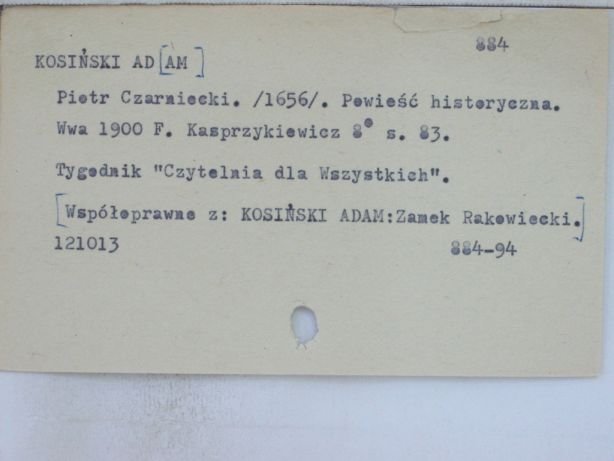 884
KOSIŃSKI AD[AM]
Piotr Czarniecki. /1656/. Powieść historyczna.
Wwa 1900 F. Kasprzykiewicz 8° s. 83.
Tygodnik "Czytelnia dla Wszystkich".
[Współoprawne z: KOSIŃSKI ADAM:Zamek Rakowiecki.]
121013 884-94